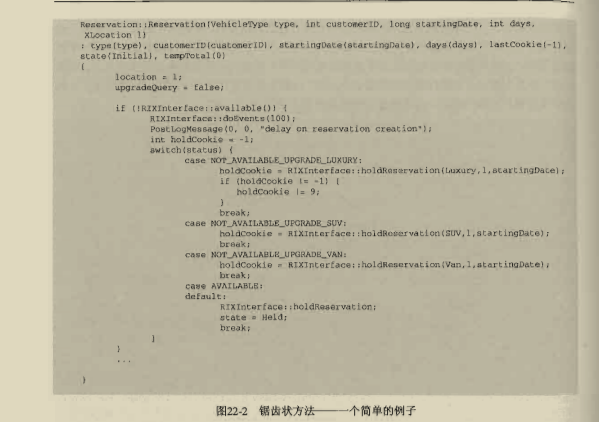 Reservation::Reservation(VehicleType type, int customerID, long startingDate, int days,
XLocation l)
: type(type), customerID(customerID), startingDate(startingDate), days(days), lastCookie(-1),
state(Initial), tempTotal(0)
{
location = l;
upgradeQuery = false;
if (!RIXInterface::available()) {
RIXInterface::doEvents(100);
PostLogMessage(0, 0, "delay on reservation creation");
int holdCookie = -1;
switch(status) {
case NOT_AVAILABLE_UPGRADE_LUXURY:
holdCookie = RIXInterface::holdReservation(Luxury,l,startingDate);
if (holdCookie != -1) {
holdCookie |= 9;
}
break;
case NOT_AVAILABLE_UPGRADE_SUV:
holdCookie = RIXInterface::holdReservation(SUV,l,startingDate);
break;
case NOT_AVAILABLE_UPGRADE_VAN:
holdCookie = RIXInterface::holdReservation(Van,l,startingDate);
break;
case AVAILABLE:
default:
RIXInterface::holdReservation;
state = Held;
break;
}
}
...
}
图22-2 锯齿状方法——一个简单的例子